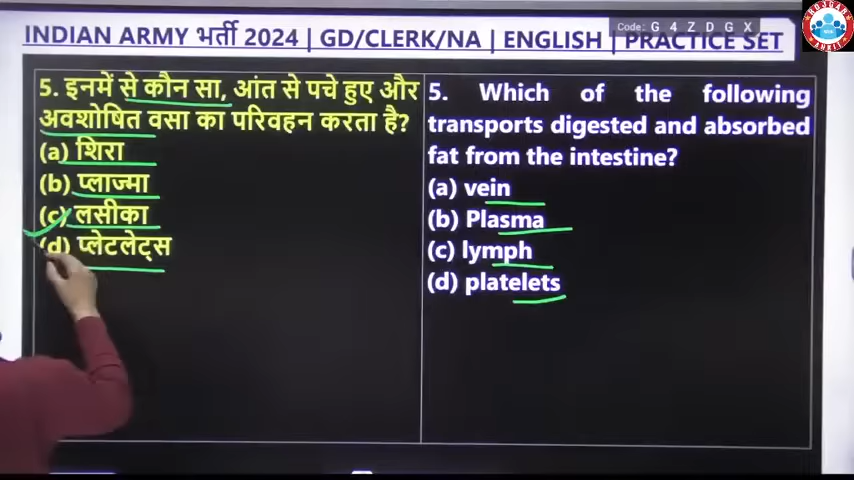 Code: G 4 Z D G X
INDIAN ARMY भर्ती 2024 | GD/CLERK/NA | ENGLISH | PRACTICE SET
5. इनमें से कौन सा, आंत से पचे हुए और
अवशोषित वसा का परिवहन करता है?
(a) शिरा
(b) प्लाज्मा
(c) लसीका
(d) प्लेटलेट्स
5. Which of the following
transports digested and absorbed
fat from the intestine?
(a) vein
(b) Plasma
(c) lymph
(d) platelets